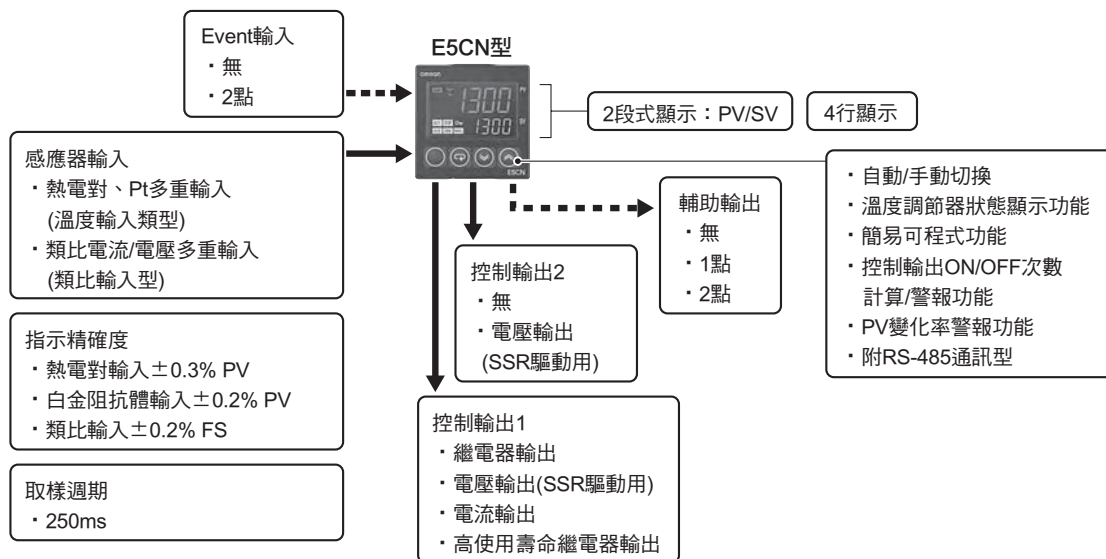 Event輸入
・無
・2點
E5CN型
omron
1300
PV
1300
SV
E5CN
2段式顯示：PV/SV
4行顯示
感應器輸入
・熱電對、Pt多重輸入
(溫度輸入類型)
・類比電流/電壓多重輸入
(類比輸入型)
指示精確度
・熱電對輸入±0.3% PV
・白金阻抗體輸入±0.2% PV
・類比輸入±0.2% FS
取樣週期
・250ms
控制輸出2
・無
・電壓輸出
(SSR驅動用)
控制輸出1
・繼電器輸出
・電壓輸出(SSR驅動用)
・電流輸出
・高使用壽命繼電器輸出
輔助輸出
・無
・1點
・2點
・自動/手動切換
・溫度調節器狀態顯示功能
・簡易可程式功能
・控制輸出ON/OFF次數
計算/警報功能
・PV變化率警報功能
・附RS-485通訊型